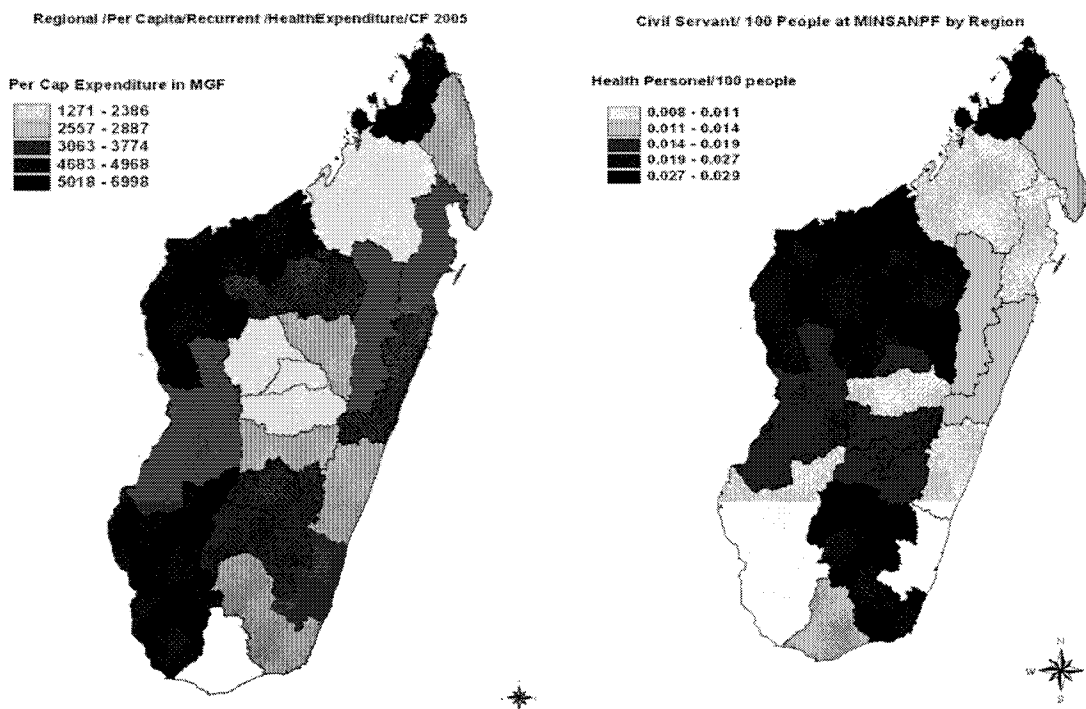 Regional /Per Capita/Recurrent /HealthExpenditure/CF 2005
Per Cap Expenditure in MGF
1271 - 2386
2557 - 2887
3063 - 3774
4683 - 4968
5018 - 6998
Civil Servant/ 100 People at MINSANPF by Region
Health Personel/100 people
0.008 - 0.011
0.011 - 0.014
0.014 - 0.019
0.019 - 0.027
0.027 - 0.029
N
W
E
S